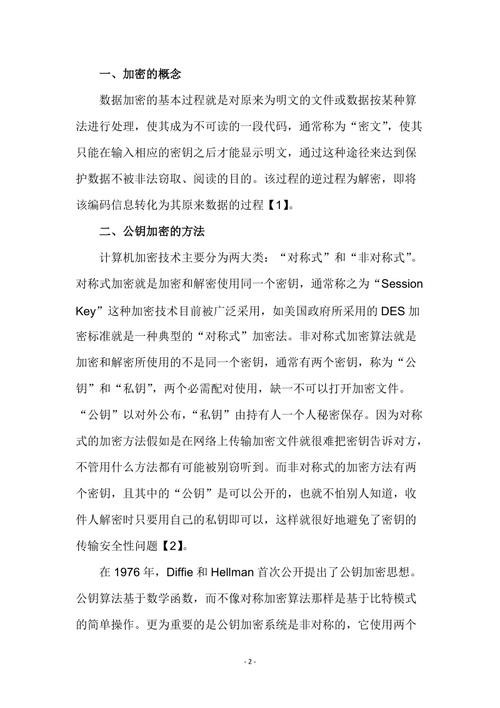 一、加密的概念
数据加密的基本过程就是对原来为明文的文件或数据按某种算
法进行处理，使其成为不可读的一段代码，通常称为“密文”，使其
只能在输入相应的密钥之后才能显示明文，通过这种途径来达到保
护数据不被非法窃取、阅读的目的。该过程的逆过程为解密，即将
该编码信息转化为其原来数据的过程【1】。
二、公钥加密的方法
计算机加密技术主要分为两大类：“对称式”和“非对称式”。
对称式加密就是加密和解密使用同一个密钥，通常称之为“Session
Key”这种加密技术目前被广泛采用，如美国政府所采用的 DES 加
密标准就是一种典型的“对称式”加密法。非对称式加密算法就是
加密和解密所使用的不是同一个密钥，通常有两个密钥，称为“公
钥”和“私钥”，两个必需配对使用，缺一不可以打开加密文件。
“公钥”以对外公布，“私钥”由持有人一个人秘密保存。因为对称
式的加密方法假如是在网络上传输加密文件就很难把密钥告诉对方，
不管用什么方法都有可能被别窃听到。而非对称式的加密方法有两
个密钥，且其中的“公钥”是可以公开的，也就不怕别人知道，收
件人解密时只要用自己的私钥即可以，这样就很好地避免了密钥的
传输安全性问题【2】。
在 1976 年，Diffie 和 Hellman 首次公开提出了公钥加密思想。
公钥算法基于数学函数，而不像对称加密算法那样是基于比特模式
的简单操作。更为重要的是公钥加密系统是非对称的，它使用两个
- 2 -